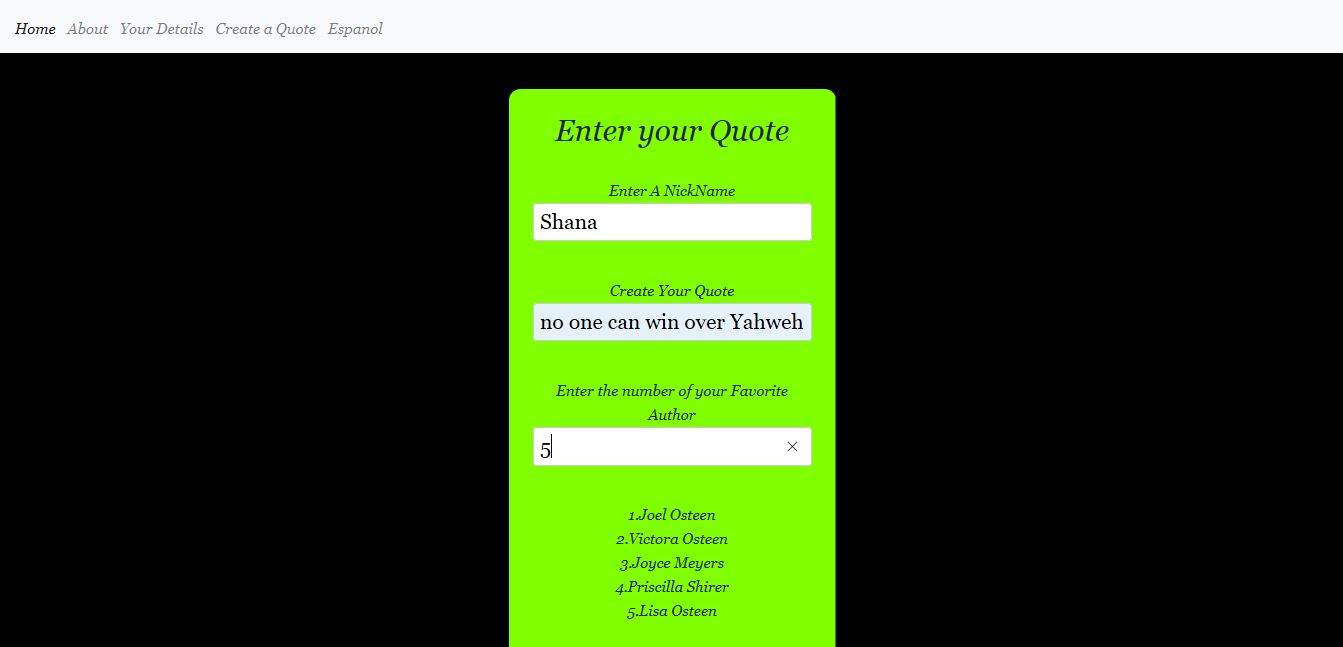 Home About Your Details Create a Quote Espanol
Enter your Quote
Enter A NickName
Shana
Create Your Quote
no one can win over Yahweh
Enter the number of your Favorite
Author
5
1.Joel Osteen
2.Victora Osteen
3.Joyce Meyers
4.Priscilla Shirer
5.Lisa Osteen